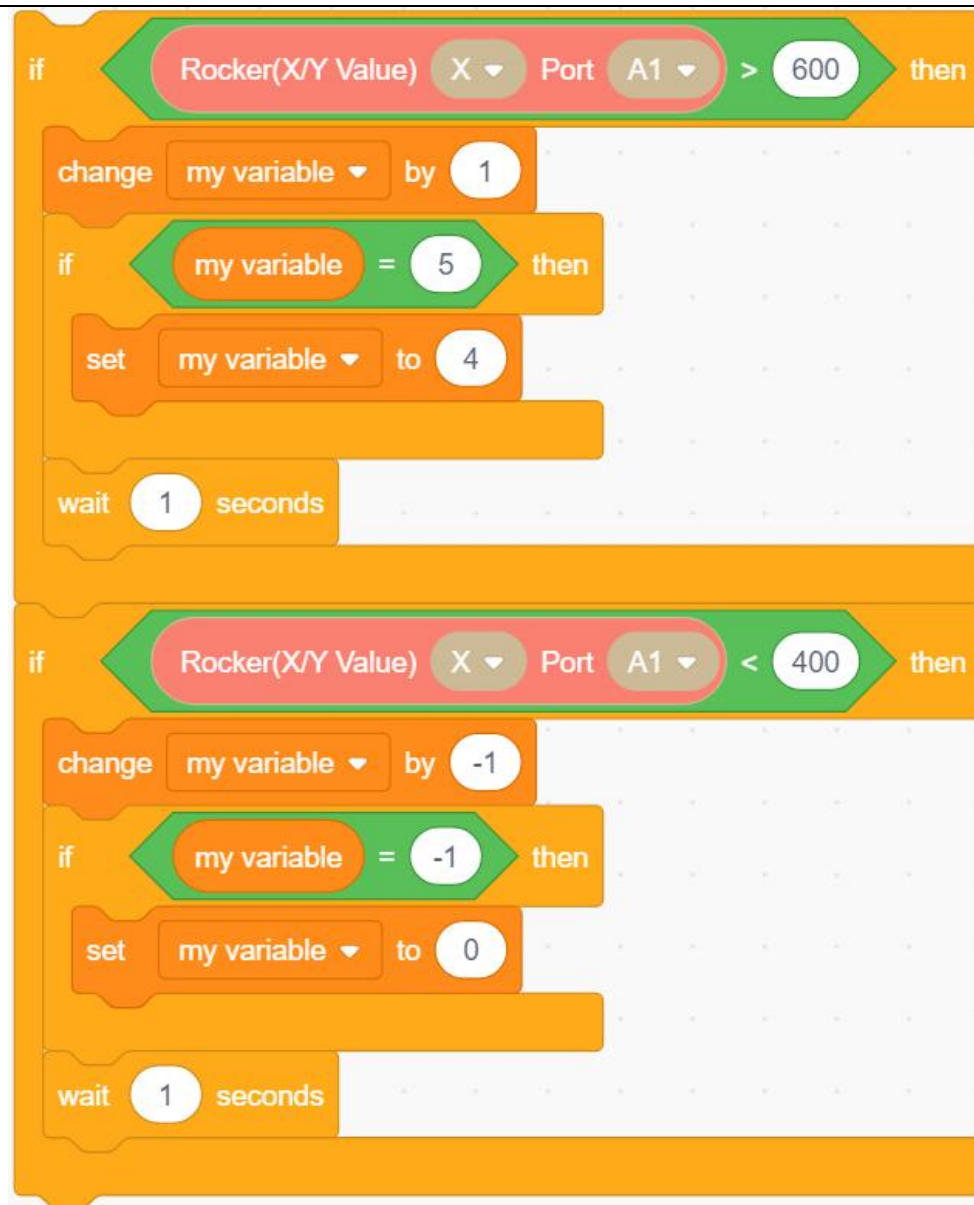 if Rocker(X/Y Value) X Port A1 > 600 then
change my variable by 1
if my variable = 5 then
set my variable to 4
wait 1 seconds
if Rocker(X/Y Value) X Port A1 < 400 then
change my variable by -1
if my variable = -1 then
set my variable to 0
wait 1 seconds